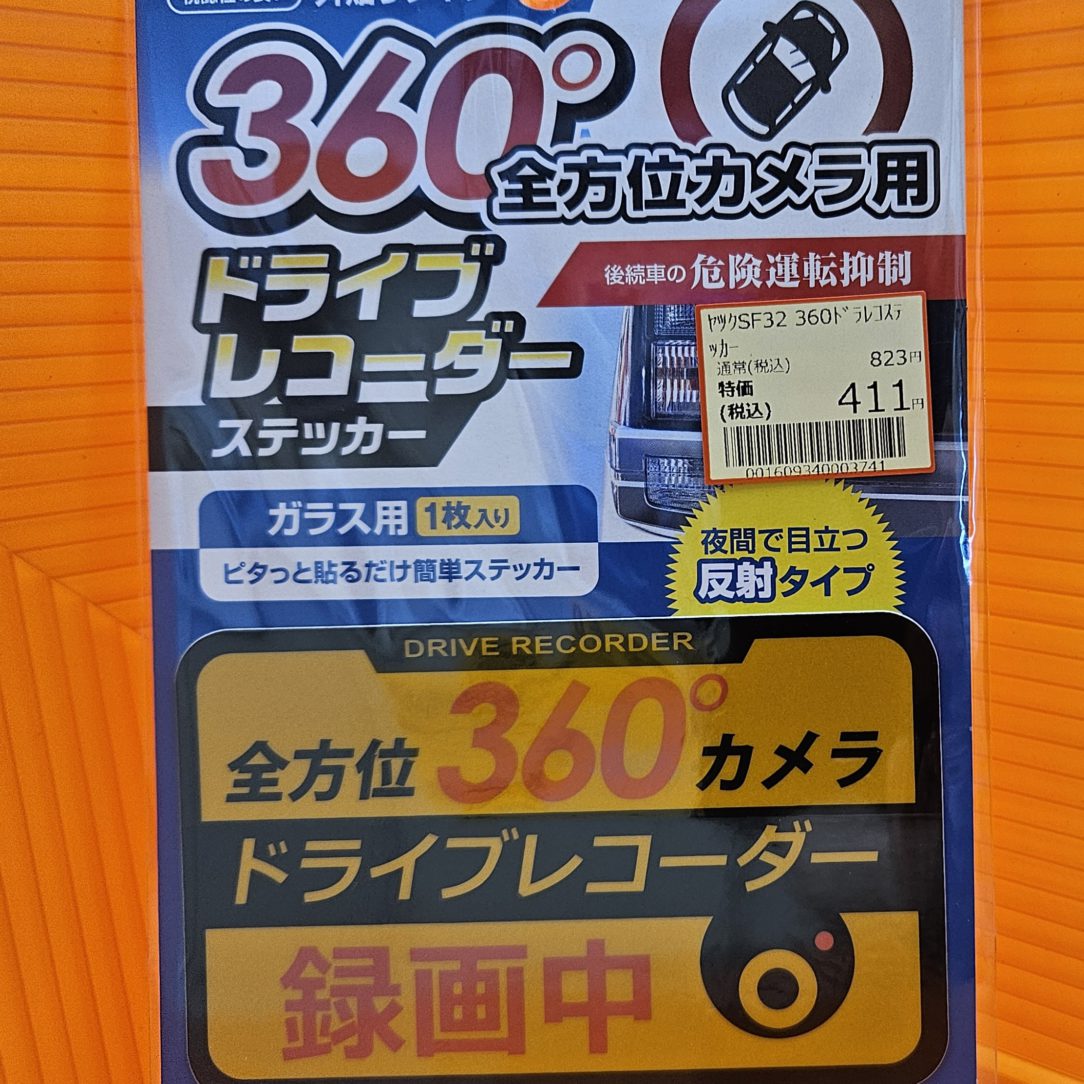 360°
全方位カメラ用
ドライブ
レコーダー
ステッカー
後続車の危険運転抑制
ヤックSF32 360ドラレコステ
ッカー
通常(税込) 823円
特価
(税込) 411円
001609340003741
ガラス用 1枚入り
ピタっと貼るだけ簡単ステッカー
夜間で目立つ
反射タイプ
DRIVE RECORDER
全方位360°カメラ
ドライブレコーダー
録画中